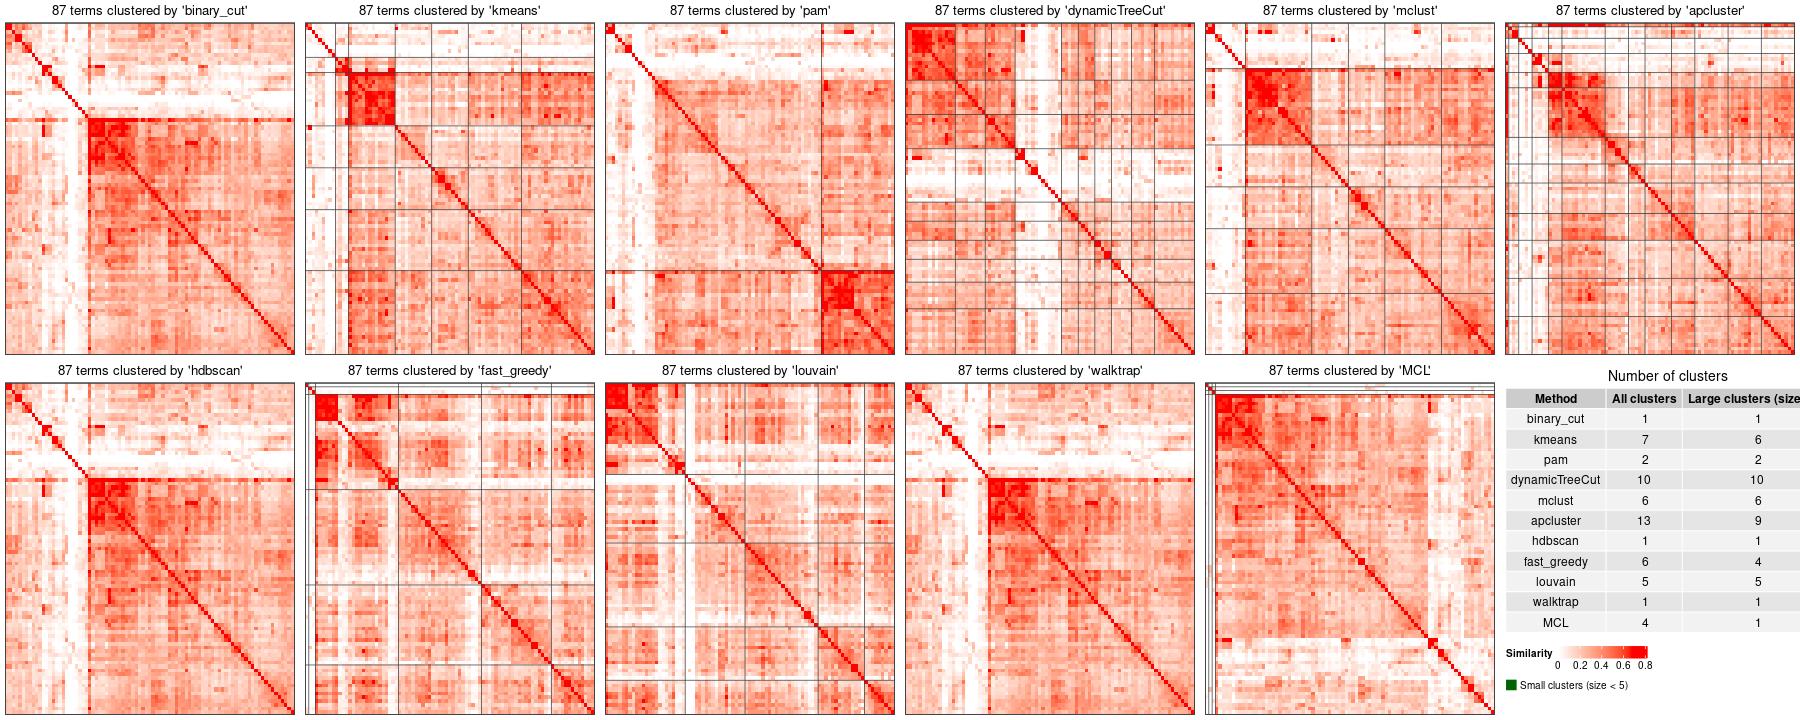 87 terms clustered by 'binary_cut'
87 terms clustered by 'kmeans'
87 terms clustered by 'pam'
87 terms clustered by 'dynamicTreeCut'
87 terms clustered by 'mclust'
87 terms clustered by 'apcluster'
87 terms clustered by 'hdbscan'
87 terms clustered by 'fast_greedy'
87 terms clustered by 'louvain'
87 terms clustered by 'walktrap'
87 terms clustered by 'MCL'
Number of clusters
Method All clusters Large clusters (size
binary_cut 1 1
kmeans 7 6
pam 2 2
dynamicTreeCut 10 10
mclust 6 6
apcluster 13 9
hdbscan 1 1
fast_greedy 6 4
louvain 5 5
walktrap 1 1
MCL 4 1
Similarity
0 0.2 0.4 0.6 0.8
Small clusters (size < 5)